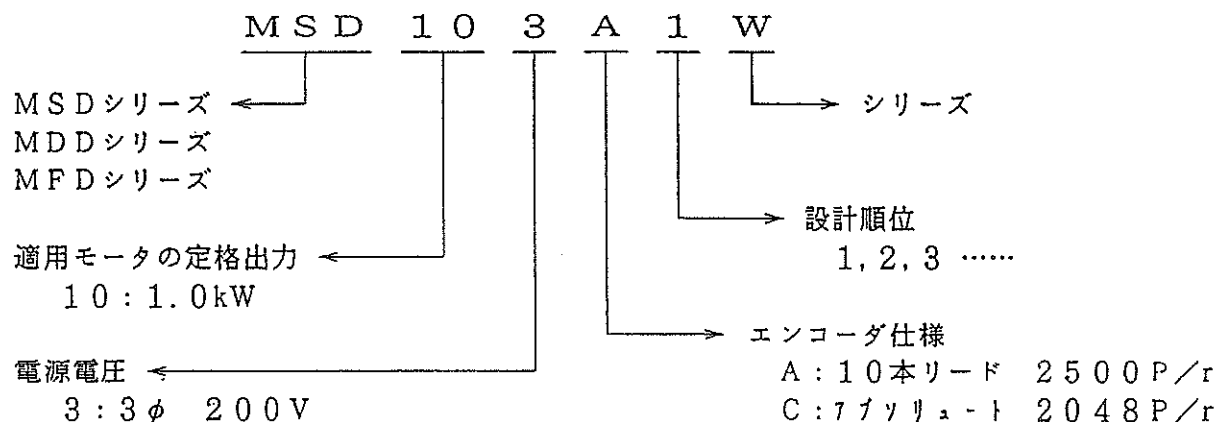 MSD 10 3 A 1 W
MSDシリーズ
MDDシリーズ
MFDシリーズ
シリーズ
設計順位
1, 2, 3 ……
適用モータの定格出力
10:1.0kW
エンコーダ仕様
A:10本リード 2500P/r
C:アブソリュート 2048P/r
電源電圧
3:3φ 200V